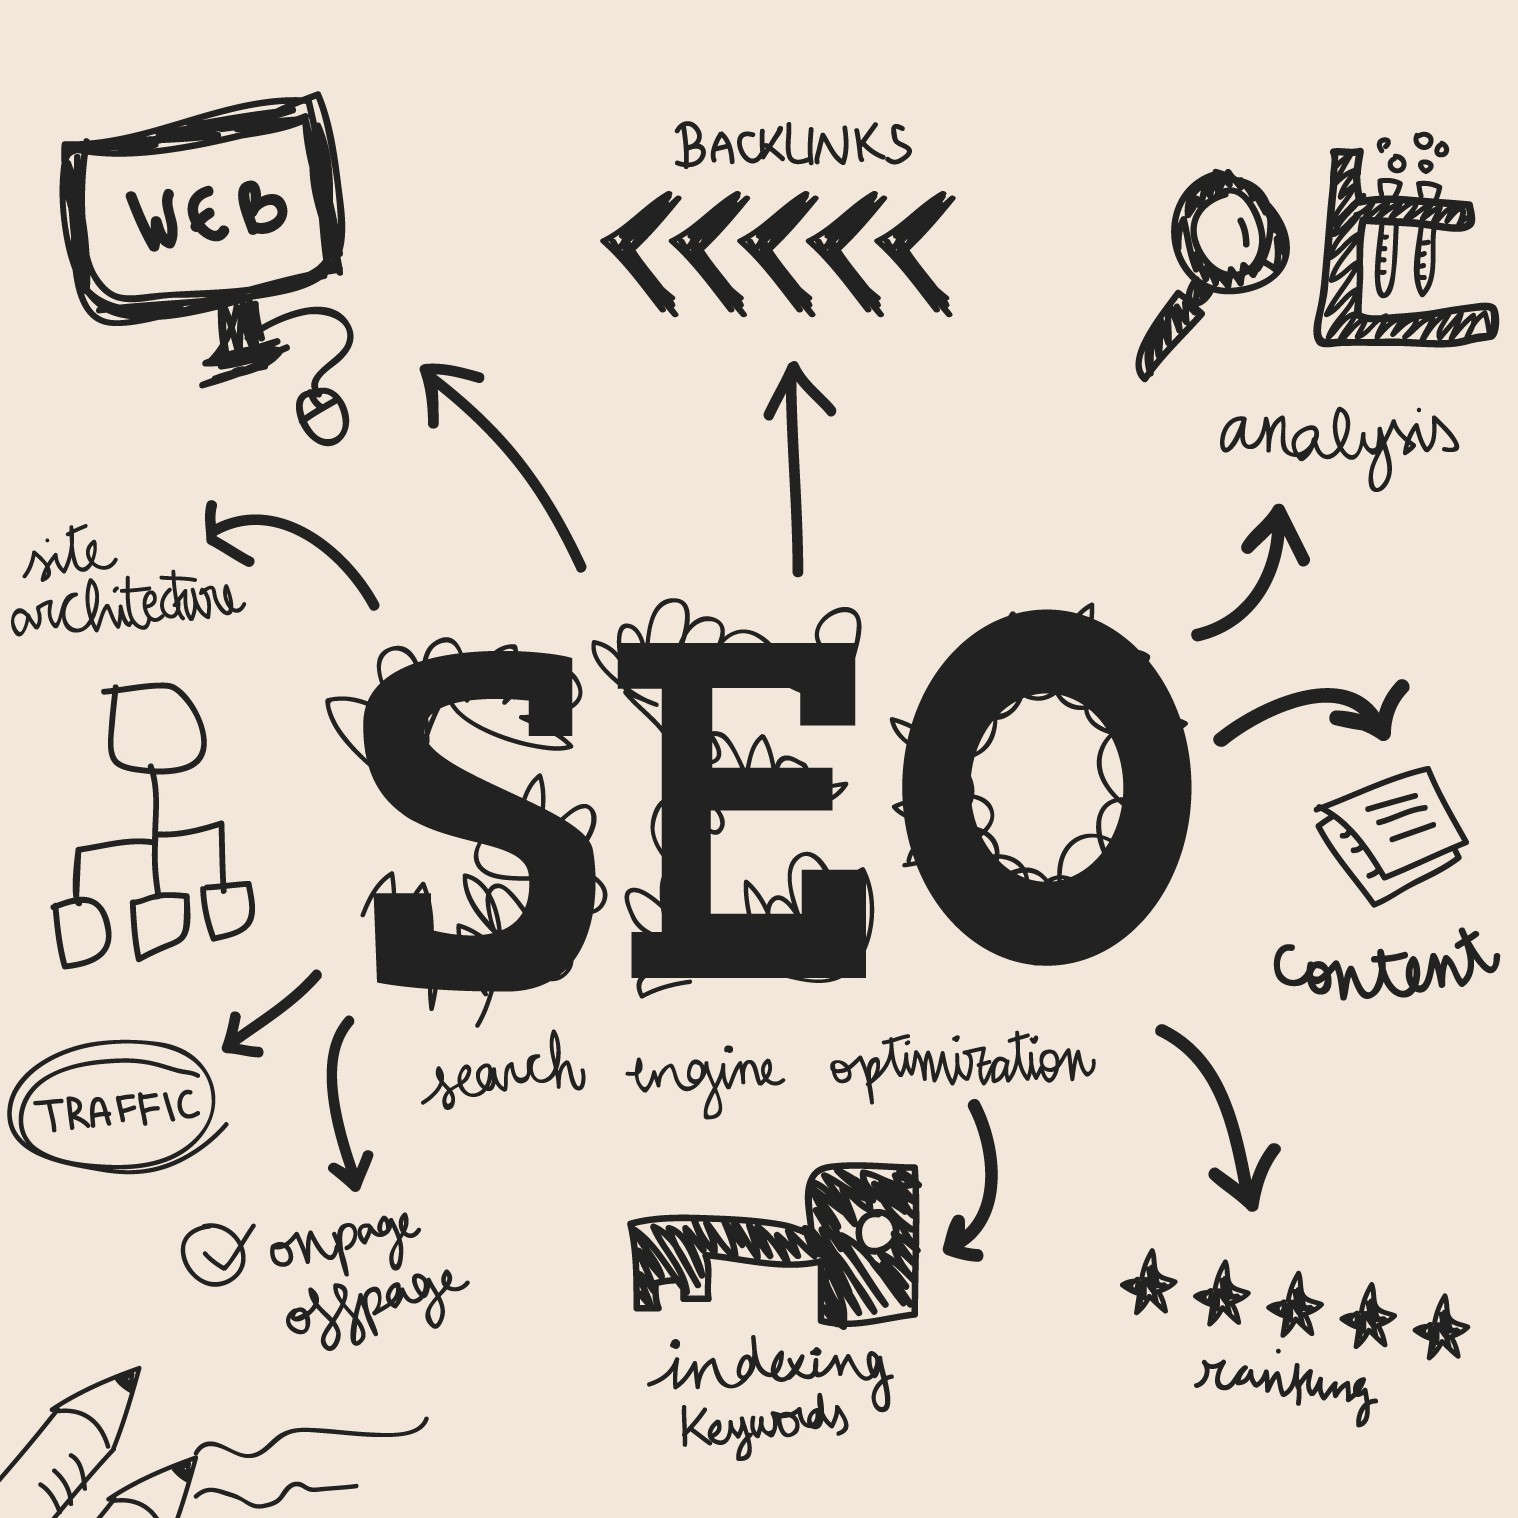 WEB
BACKLINKS
analysis
site
architecture
SEO
content
search engine optimization
TRAFFIC
onpage
offpage
indexing
Keywords
ranking